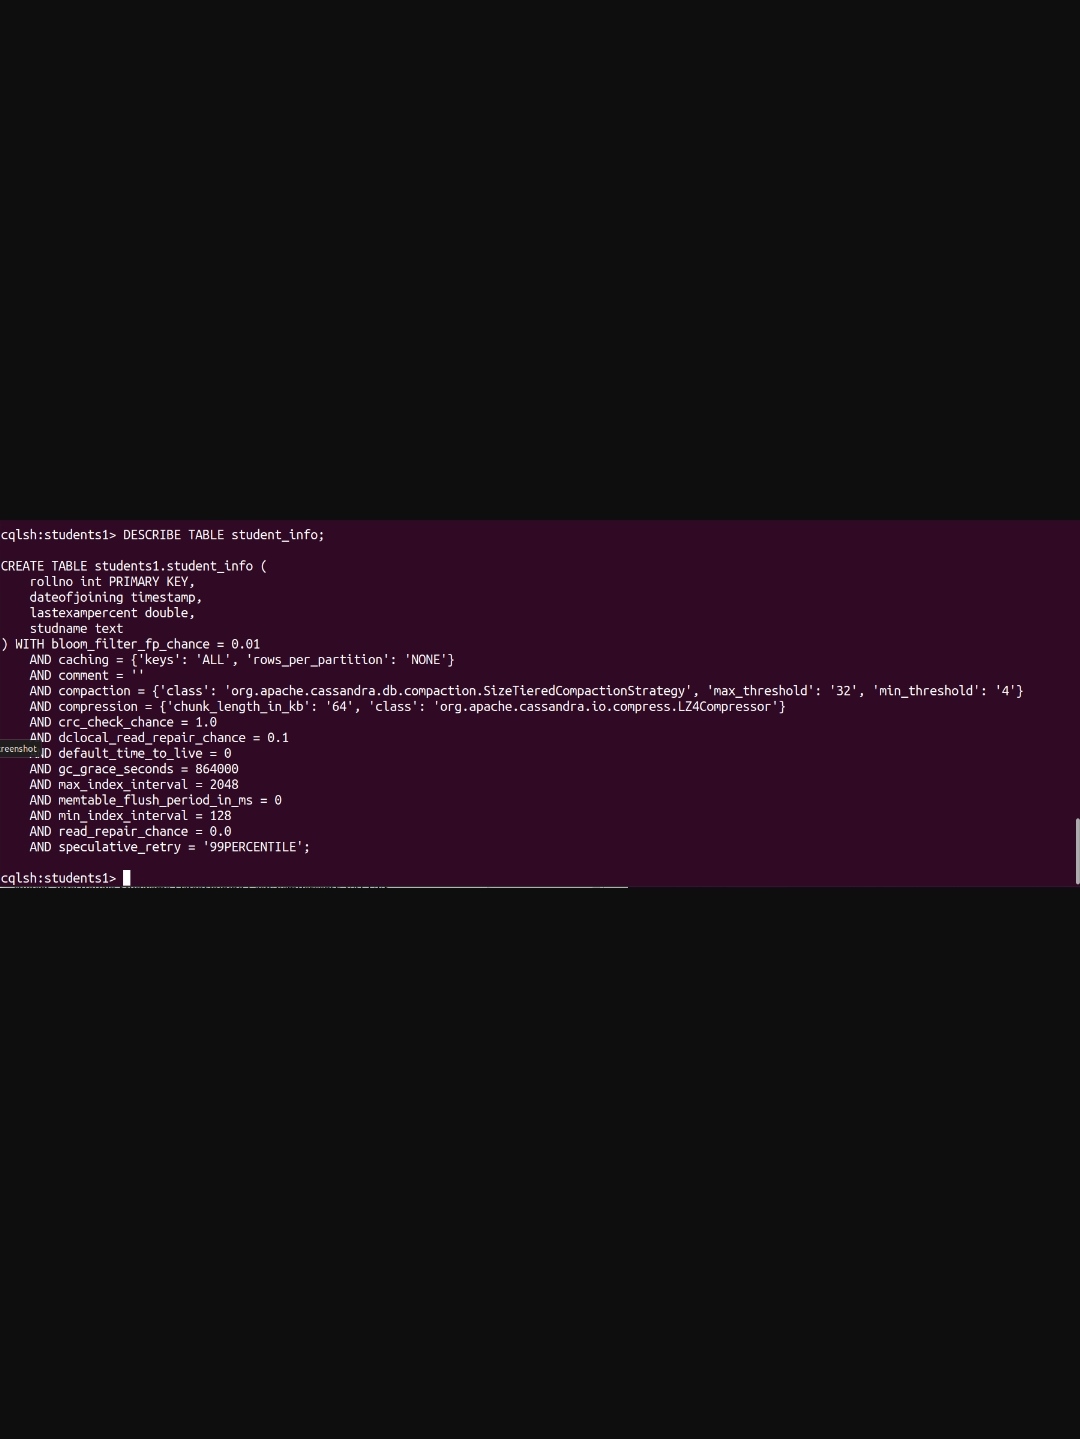 cqlsh:students1> DESCRIBE TABLE student_info;
CREATE TABLE students1.student_info (
    rollno int PRIMARY KEY,
    dateofjoining timestamp,
    lastexampercent double,
    studname text
) WITH bloom_filter_fp_chance = 0.01
    AND caching = {'keys': 'ALL', 'rows_per_partition': 'NONE'}
    AND comment = ''
    AND compaction = {'class': 'org.apache.cassandra.db.compaction.SizeTieredCompactionStrategy', 'max_threshold': '32', 'min_threshold': '4'}
    AND compression = {'chunk_length_in_kb': '64', 'class': 'org.apache.cassandra.io.compress.LZ4Compressor'}
    AND crc_check_chance = 1.0
    AND dclocal_read_repair_chance = 0.1
reenshot
    AND default_time_to_live = 0
    AND gc_grace_seconds = 864000
    AND max_index_interval = 2048
    AND memtable_flush_period_in_ms = 0
    AND min_index_interval = 128
    AND read_repair_chance = 0.0
    AND speculative_retry = '99PERCENTILE';
cqlsh:students1>